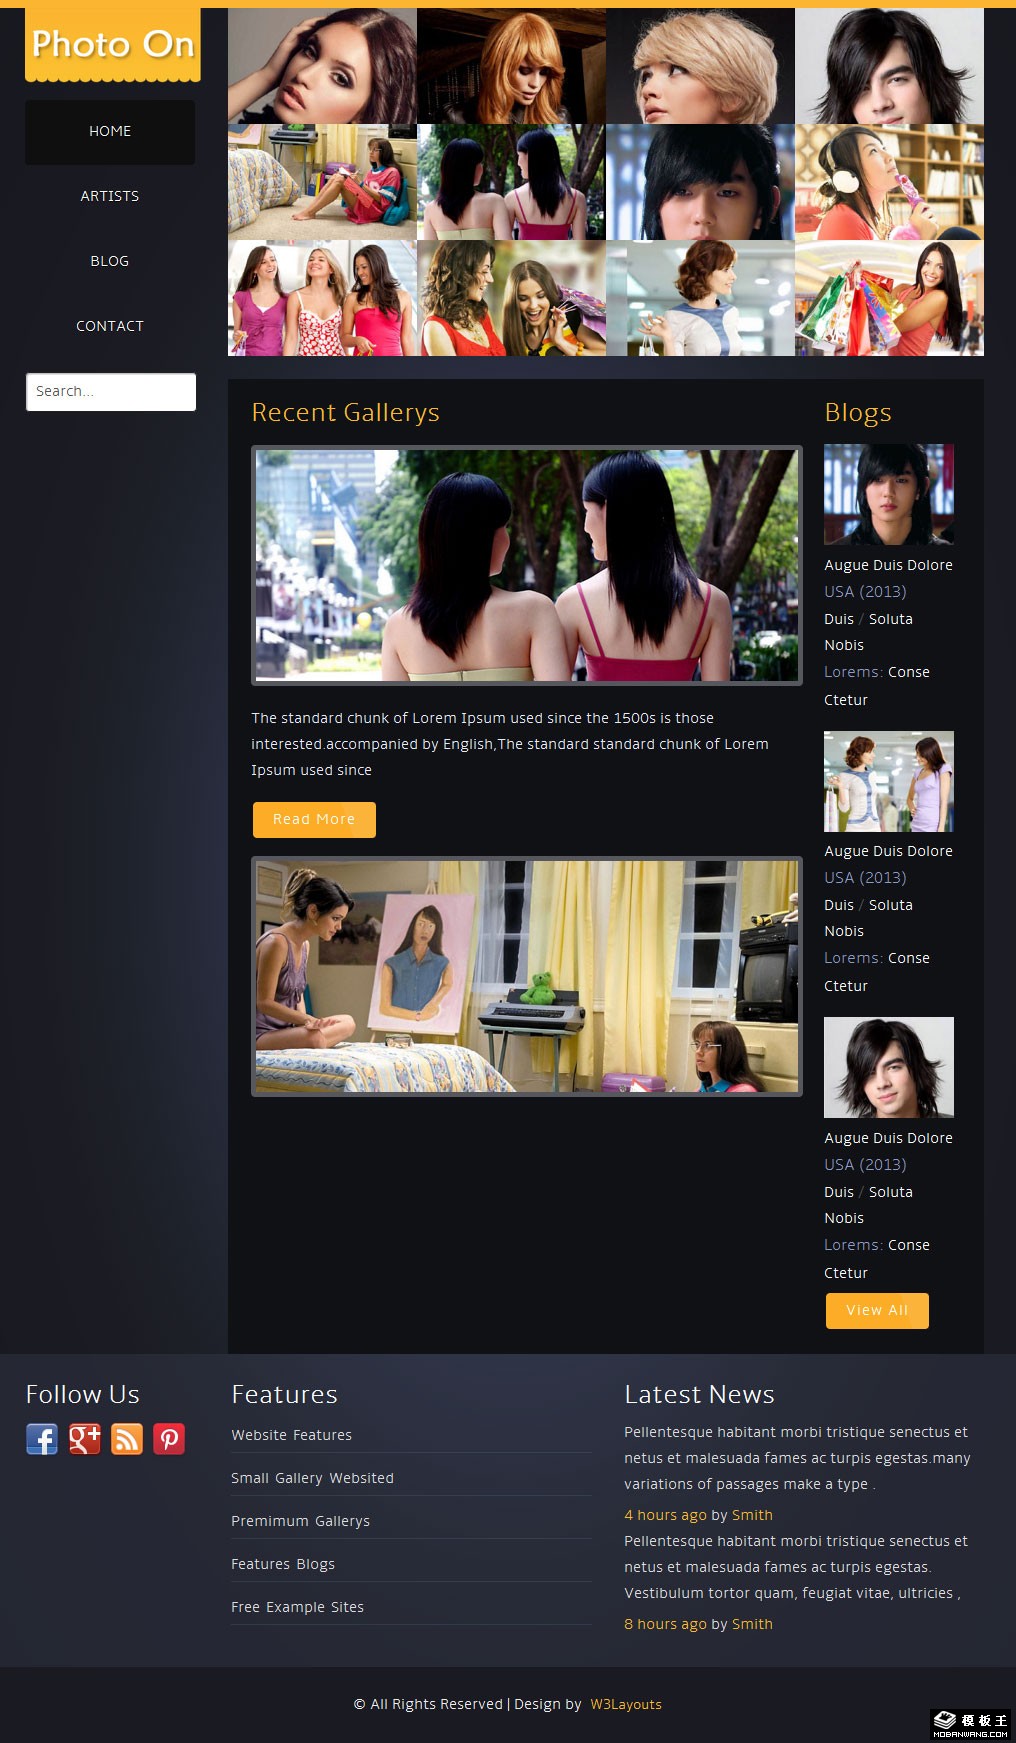 Photo On
HOME
ARTISTS
BLOG
CONTACT
Search...
Recent Gallerys
The standard chunk of Lorem Ipsum used since the 1500s is those
interested.accompanied by English,The standard standard chunk of Lorem
Ipsum used since
Read More
Blogs
Augue Duis Dolore
USA (2013)
Duis / Soluta
Nobis
Lorems: Conse
Ctetur
Augue Duis Dolore
USA (2013)
Duis / Soluta
Nobis
Lorems: Conse
Ctetur
Augue Duis Dolore
USA (2013)
Duis / Soluta
Nobis
Lorems: Conse
Ctetur
View All
Follow Us
Features
Website Features
Small Gallery Websited
Premimum Gallerys
Features Blogs
Free Example Sites
Latest News
Pellentesque habitant morbi tristique senectus et
netus et malesuada fames ac turpis egestas.many
variations of passages make a type .
4 hours ago by Smith
Pellentesque habitant morbi tristique senectus et
netus et malesuada fames ac turpis egestas.
Vestibulum tortor quam, feugiat vitae, ultricies ,
8 hours ago by Smith
© All Rights Reserved | Design by W3Layouts
模板王
MOBANWANG.COM